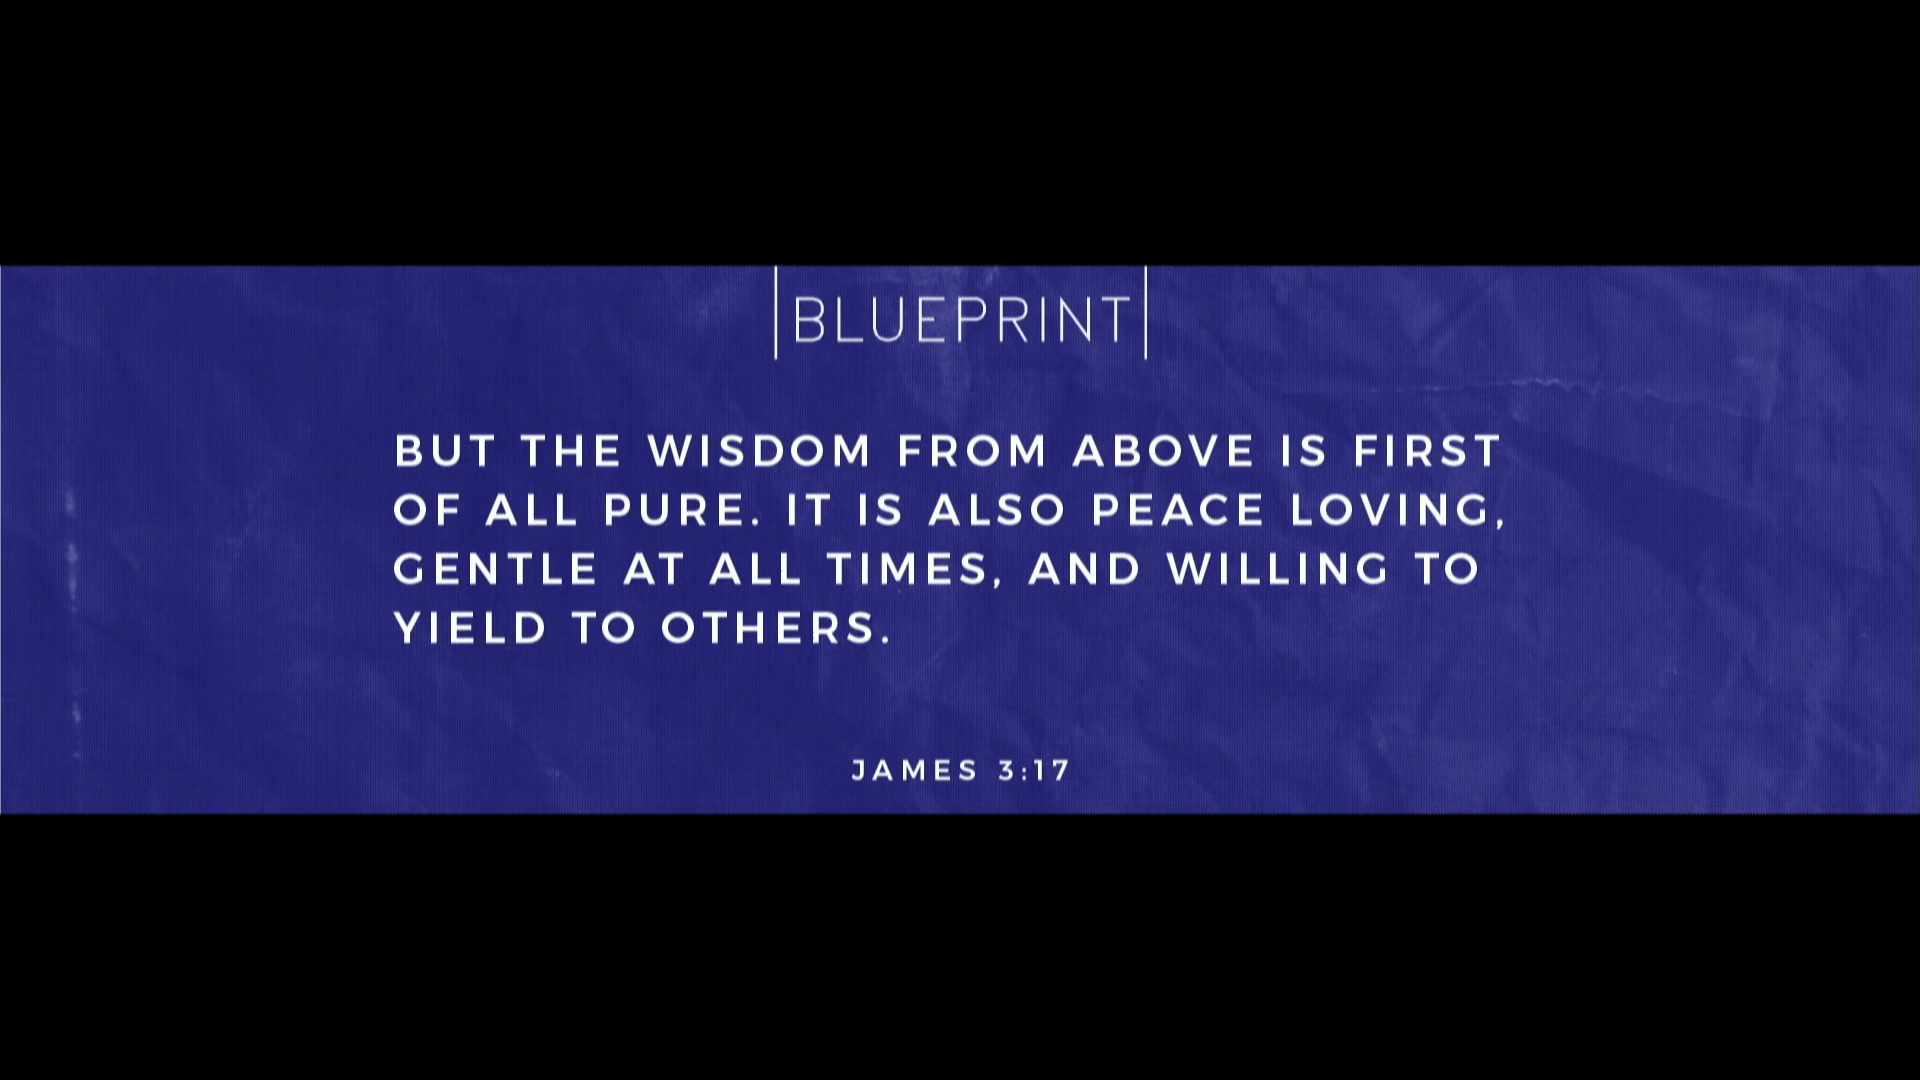 BLUEPRINT
BUT THE WISDOM FROM ABOVE IS FIRST
OF ALL PURE. IT IS ALSO PEACE LOVING,
GENTLE AT ALL TIMES, AND WILLING TO
YIELD TO OTHERS.
JAMES 3:17